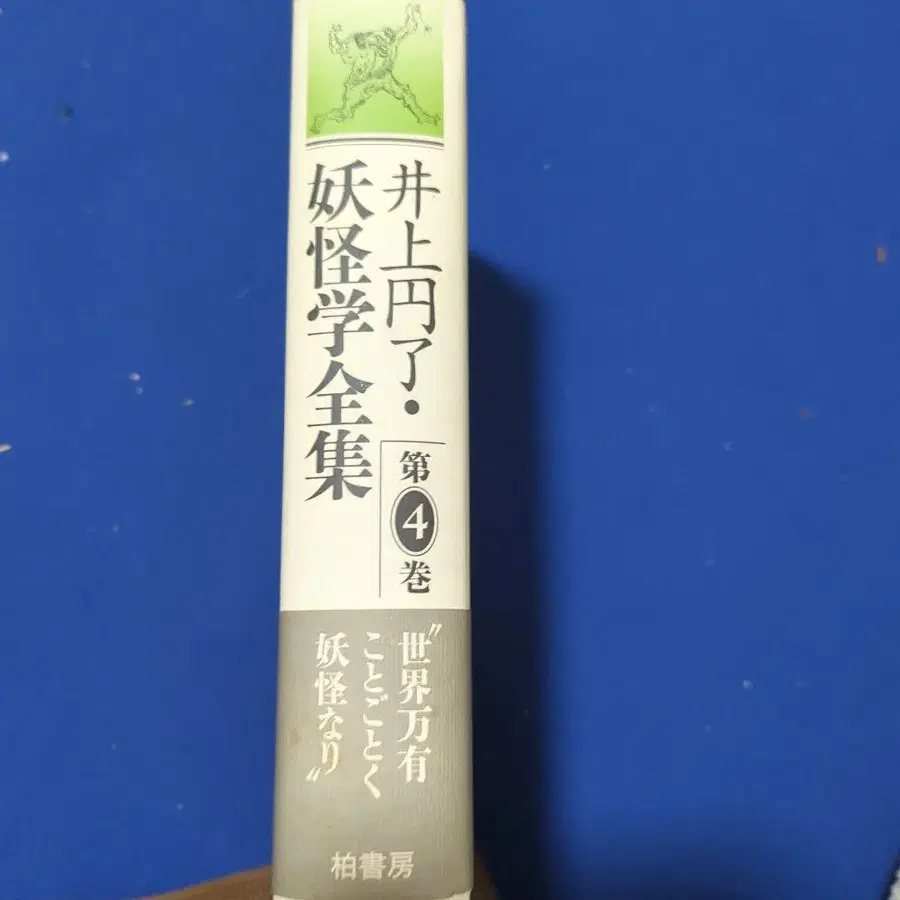 井上円了・
妖怪学全集
第4巻
〝世界万有
ことごとく
妖怪なり〟
柏書房